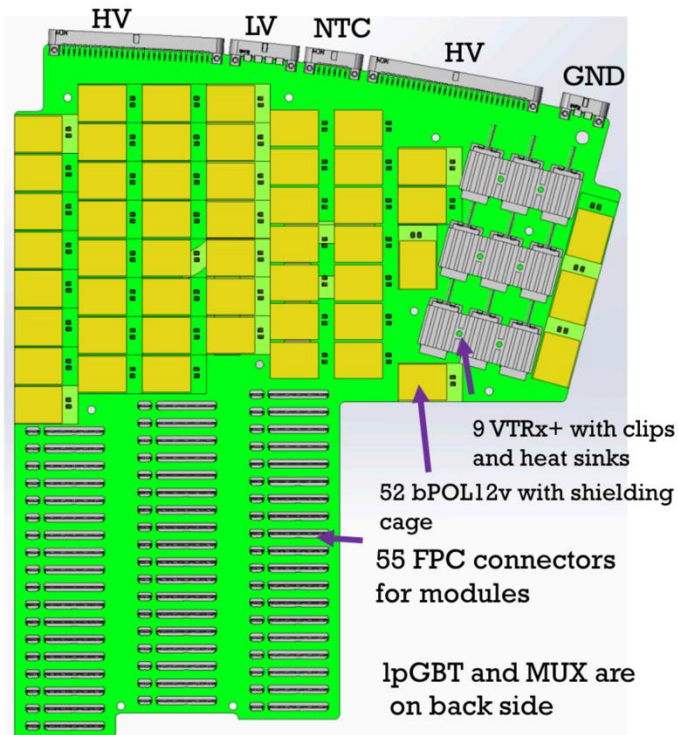 HV
LV
NTC
HV
GND
9 VTRx+ with clips
and heat sinks
52 bPOL12v with shielding
cage
55 FPC connectors
for modules
lpGBT and MUX are
on back side